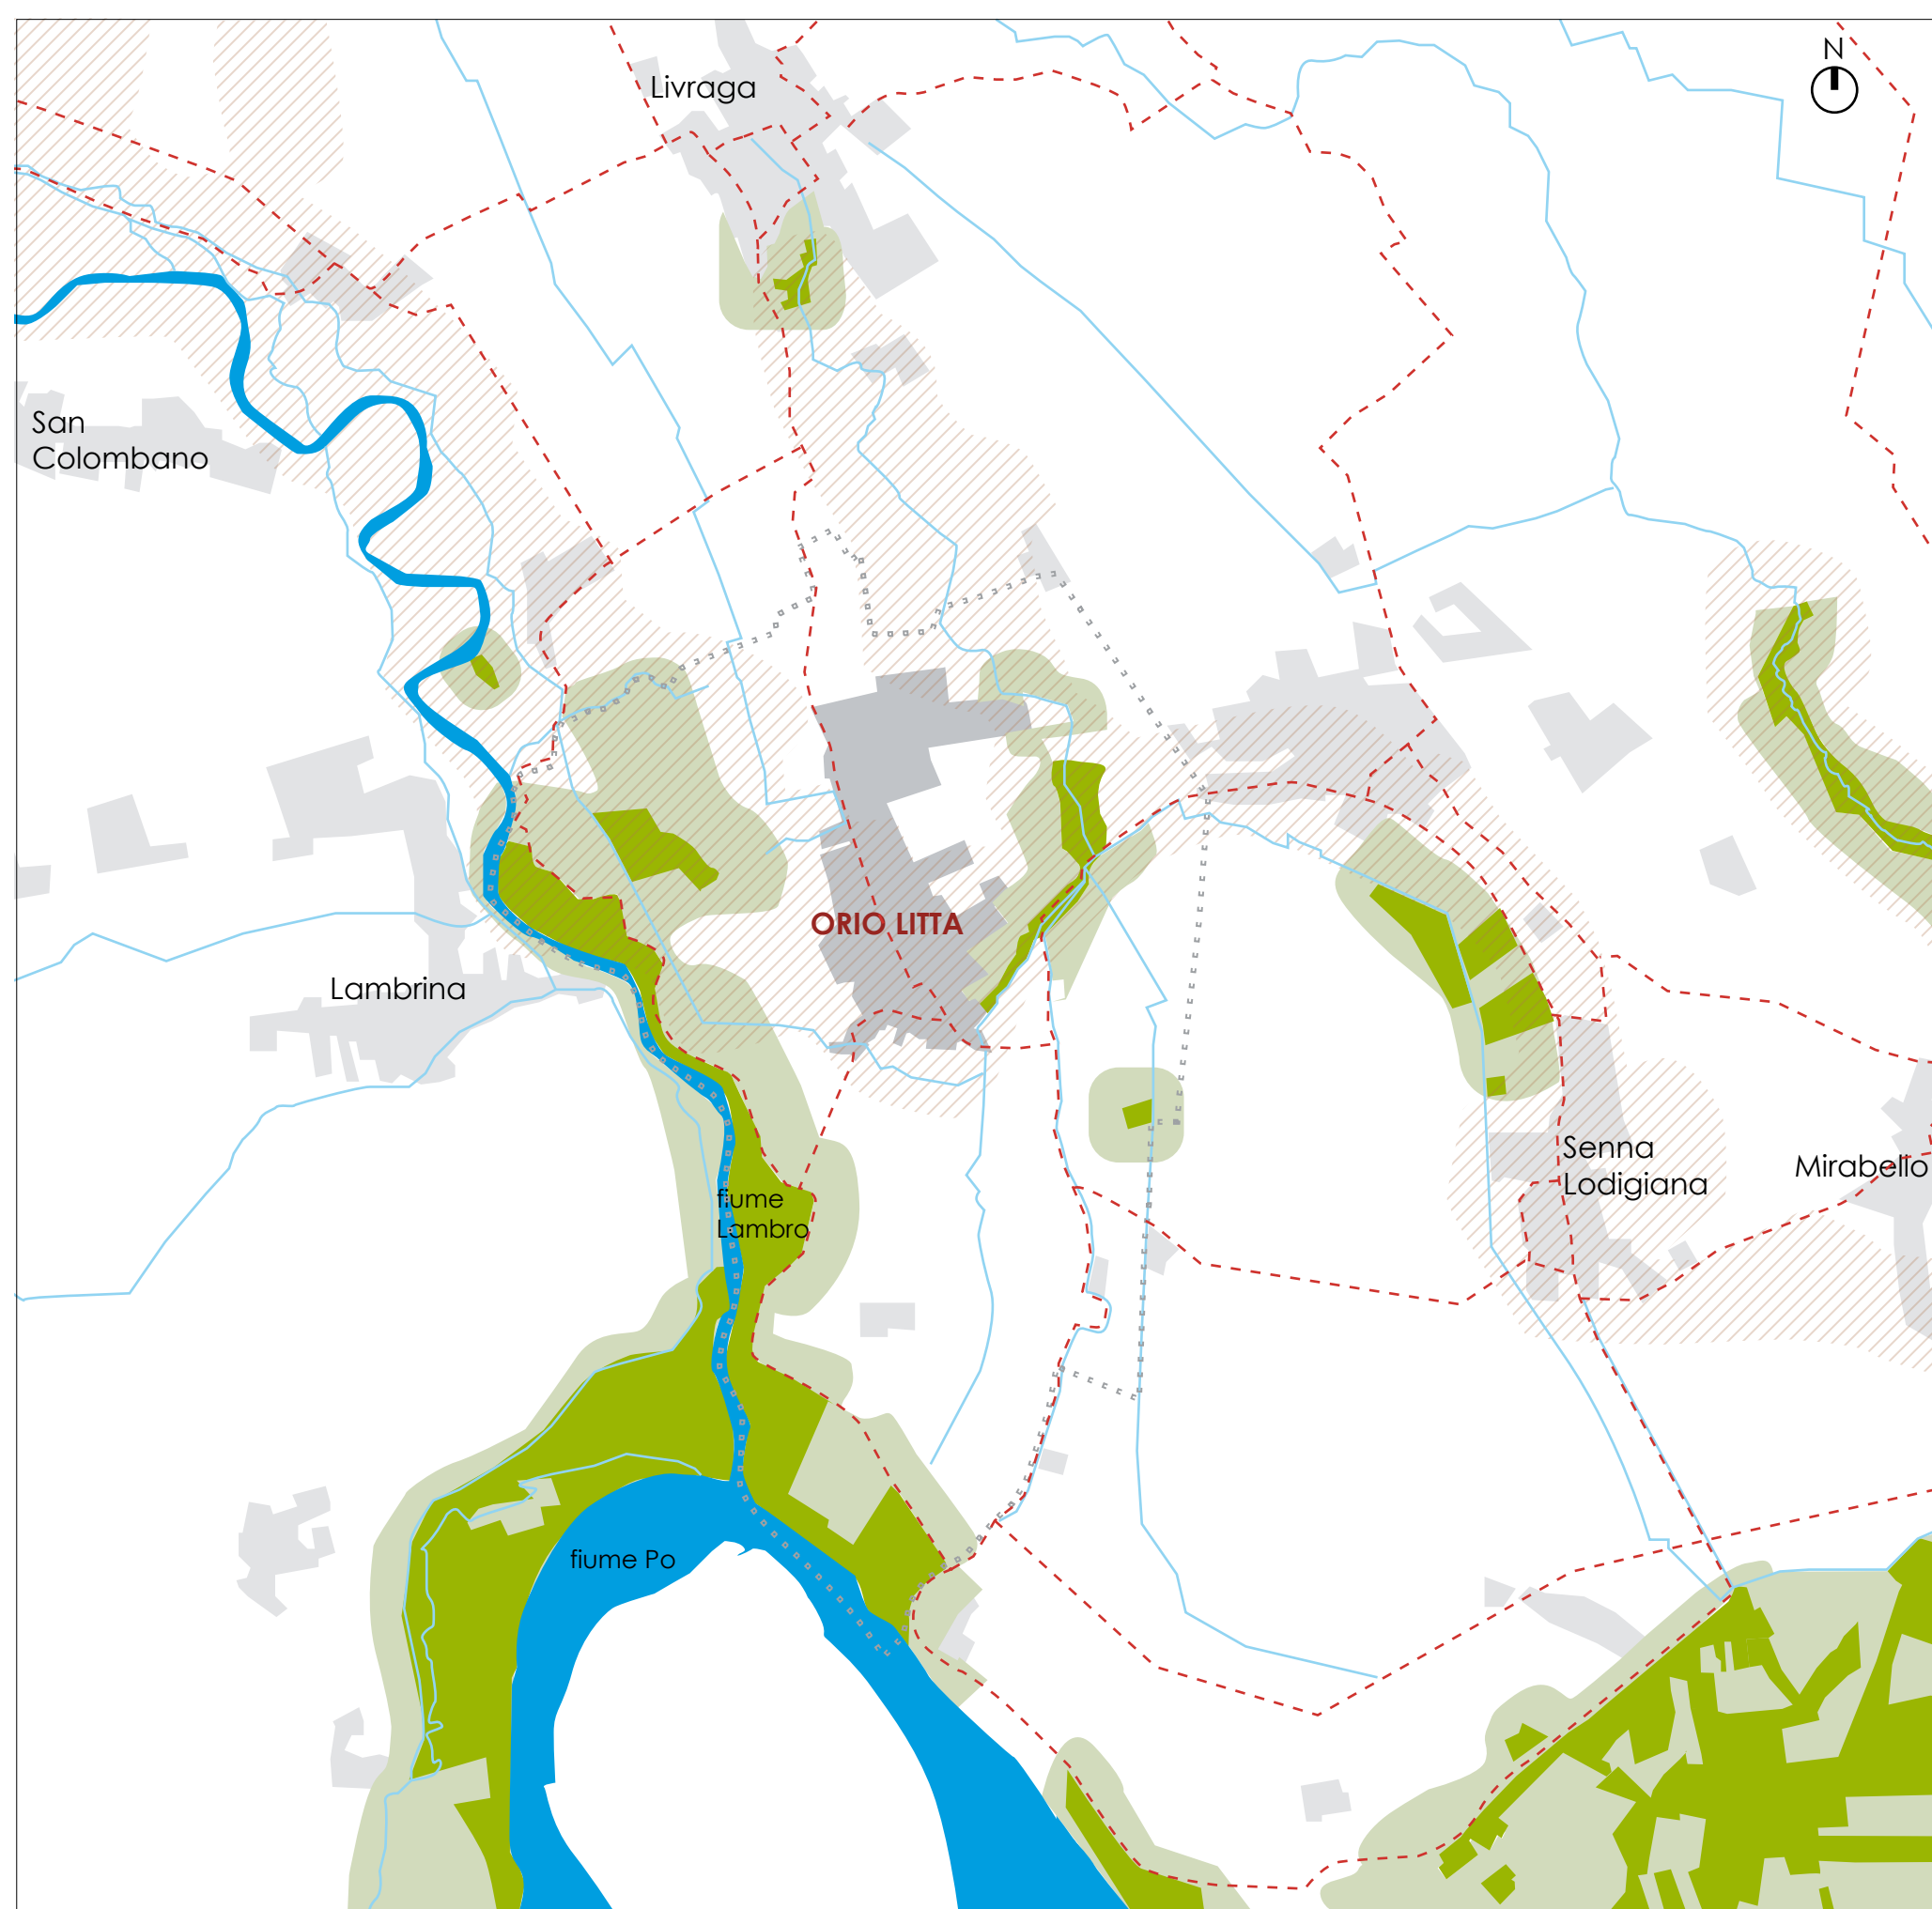 N
Livraga
San
Colombano
ORIO LITTA
Lambrina
Senna
Lodigiana
Mirabello
fiume
Lambro
fiume Po